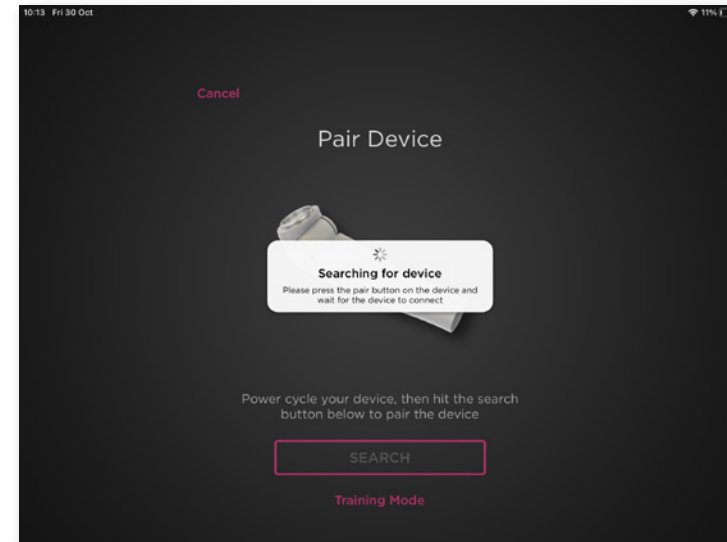 10:13 Fri 30 Oct
11%
Cancel
Pair Device
Searching for device
Please press the pair button on the device and
wait for the device to connect
Power cycle your device, then hit the search
button below to pair the device
SEARCH
Training Mode